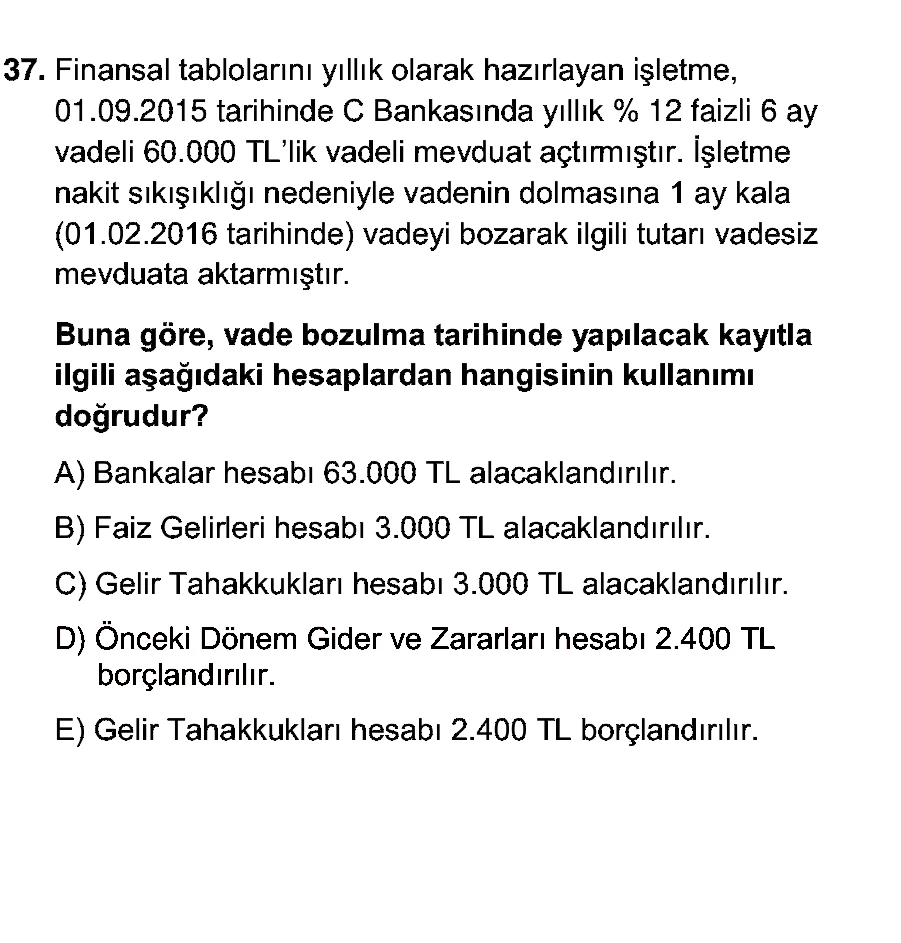 37. Finansal tablolarını yıllık olarak hazırlayan işletme,
01.09.2015 tarihinde C Bankasında yıllık % 12 faizli 6 ay
vadeli 60.000 TL'lik vadeli mevduat açtırmıştır. İşletme
nakit sıkışıklığı nedeniyle vadenin dolmasına 1 ay kala
(01.02.2016 tarihinde) vadeyi bozarak ilgili tutarı vadesiz
mevduata aktarmıştır.
Buna göre, vade bozulma tarihinde yapılacak kayıtla
ilgili aşağıdaki hesaplardan hangisinin kullanımı
doğrudur?
A) Bankalar hesabı 63.000 TL alacaklandırılır.
B) Faiz Gelirleri hesabı 3.000 TL alacaklandırılır.
C) Gelir Tahakkukları hesabı 3.000 TL alacaklandırılır.
D) Önceki Dönem Gider ve Zararları hesabı 2.400 TL
borçlandırılır.
E) Gelir Tahakkukları hesabı 2.400 TL borçlandırılır.